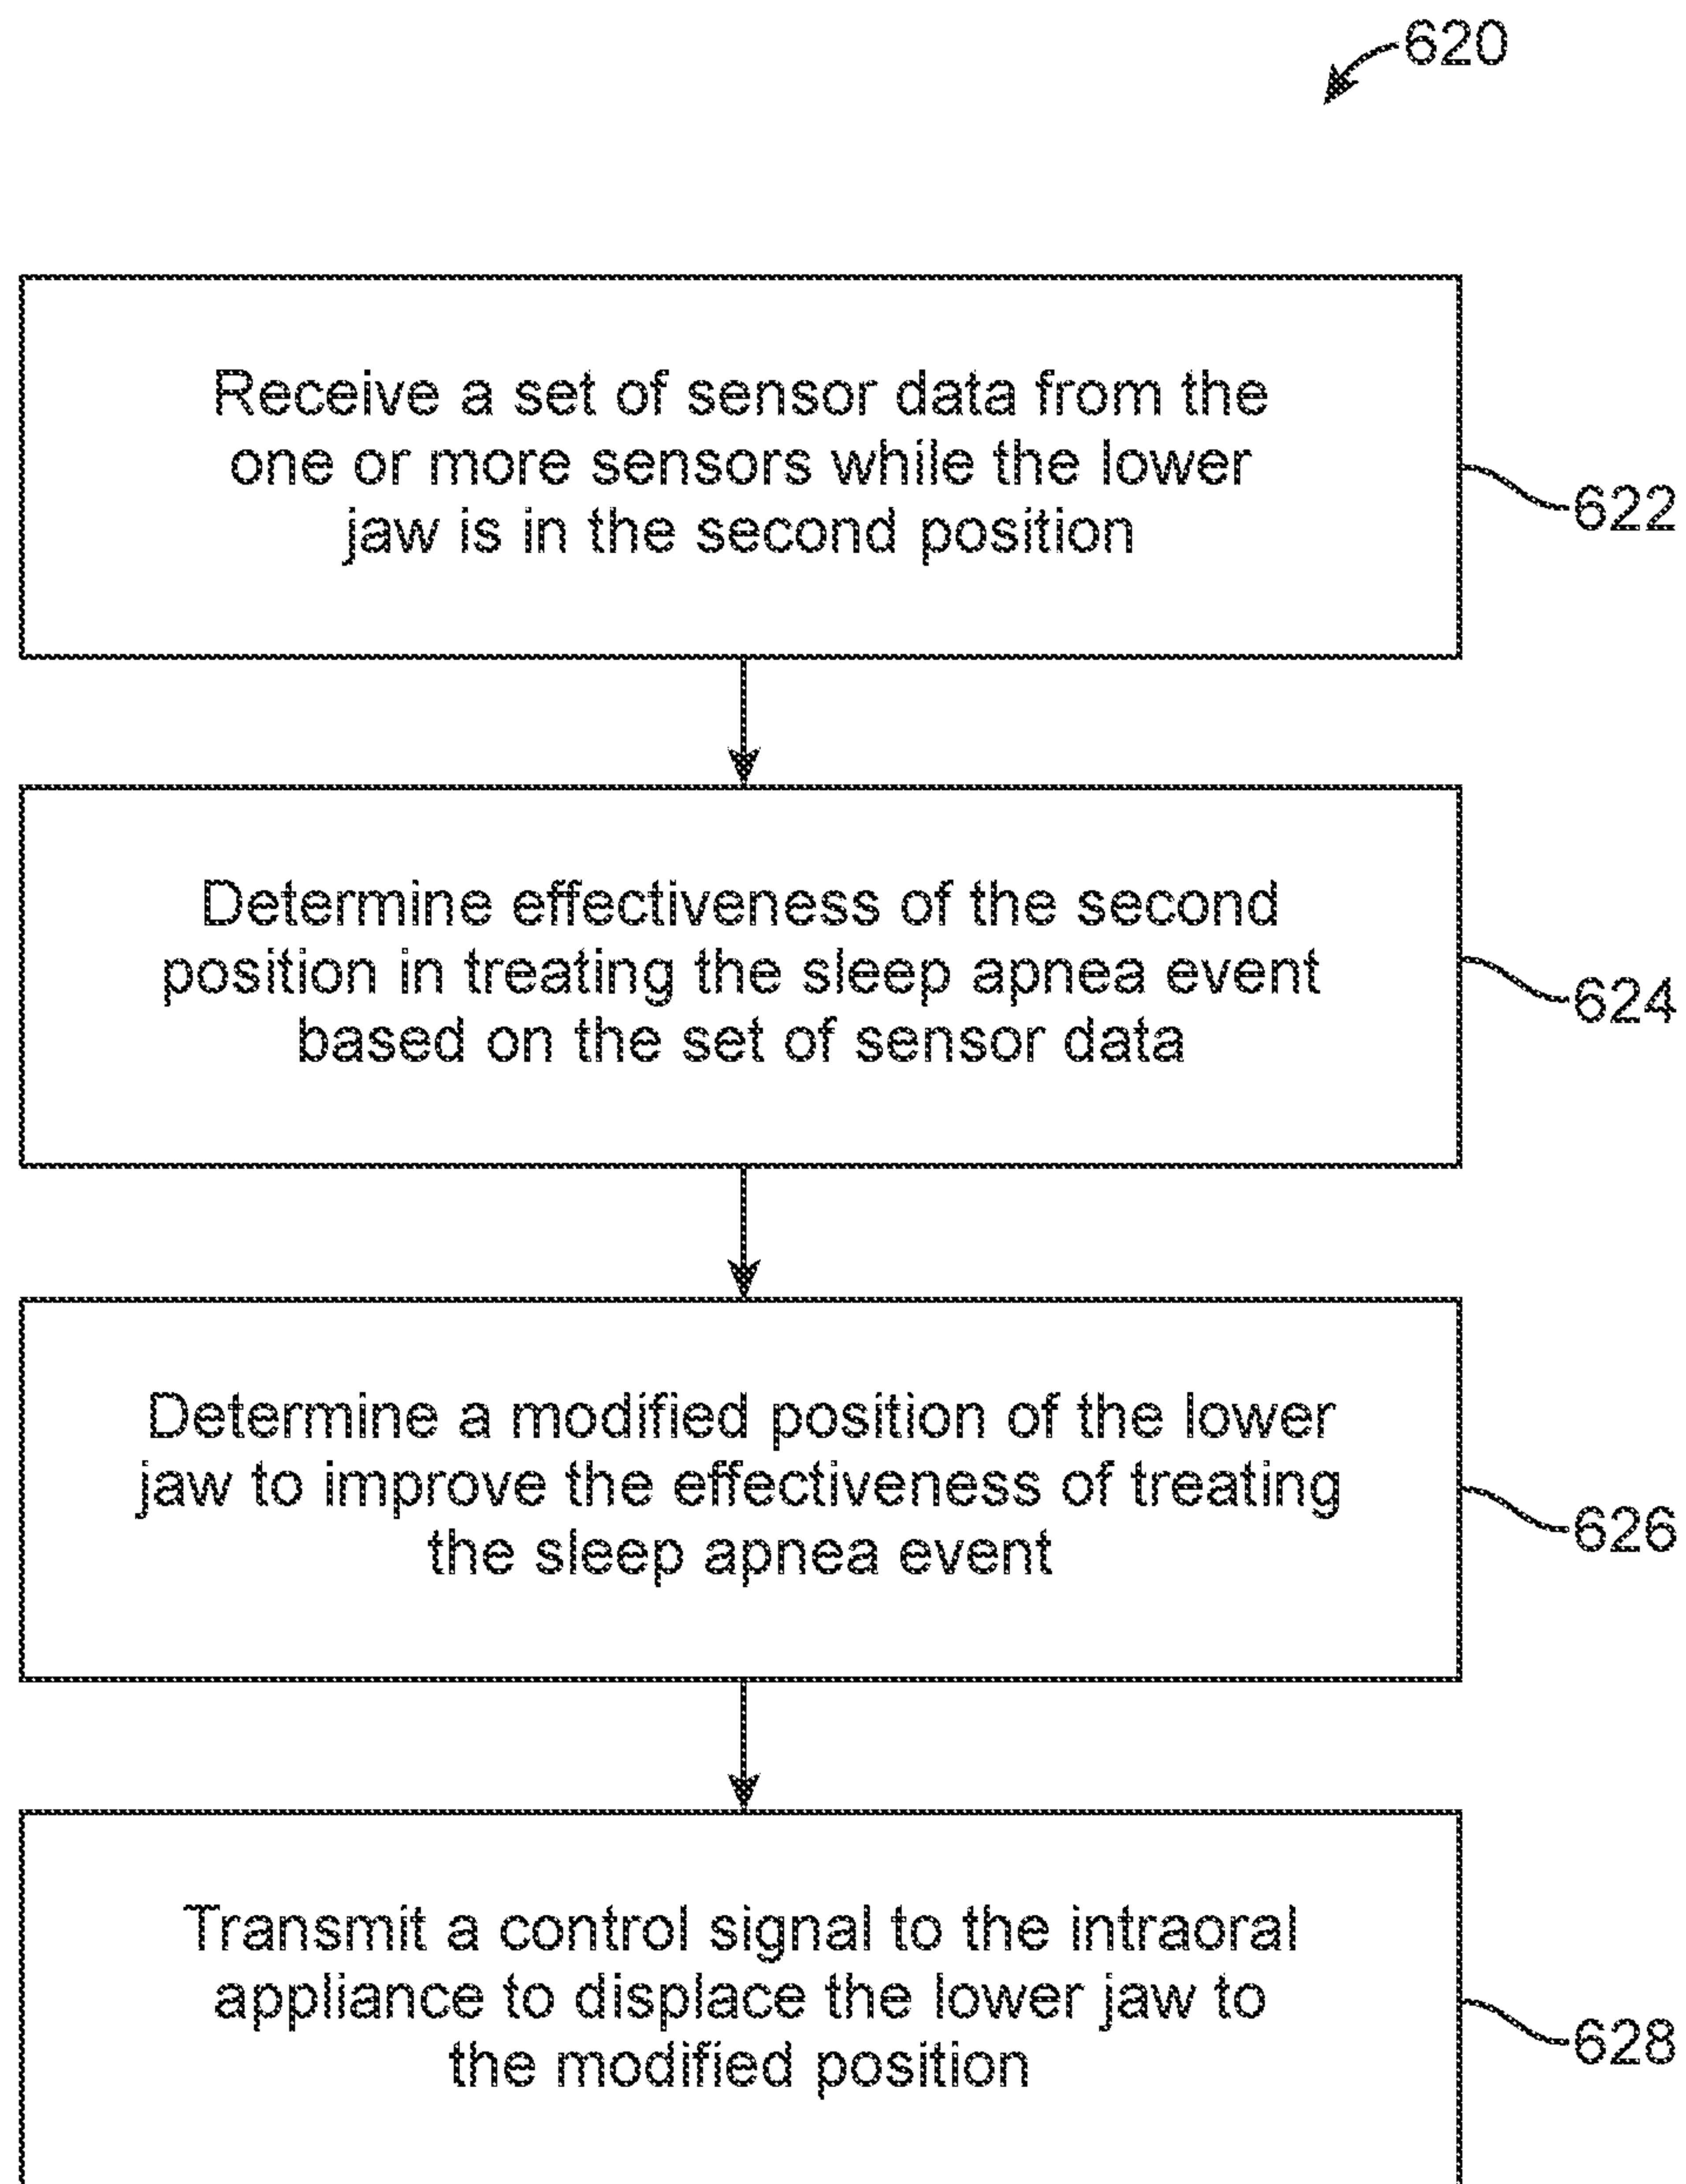 620
Receive a set of sensor data from the
one or more sensors while the lower
jaw is in the second position
622
Determine effectiveness of the second
position in treating the sleep apnea event
based on the set of sensor data
624
Determine a modified position of the lower
jaw to improve the effectiveness of treating
the sleep apnea event
626
Transmit a control signal to the intraoral
appliance to displace the lower jaw to
the modified position
628